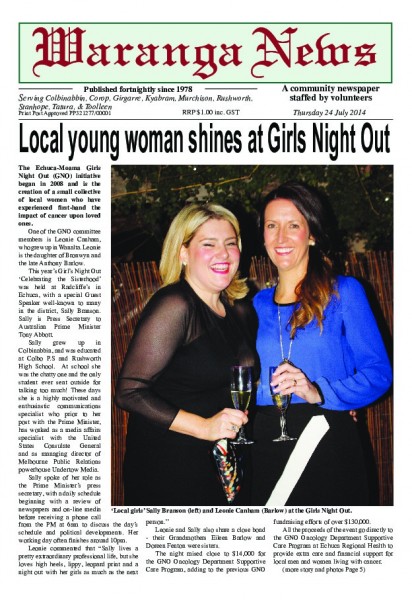 Waranga News
Published fortnightly since 1978
Serving Colbinabbin, Corop, Girgarre, Kyabram, Murchison, Rushworth,
Stanhope, Tatura, & Toolleen
Print Post Approved PP321277/00001
RRP $1.00 inc. GST
A community newspaper
staffed by volunteers
Thursday 24 July 2014
Local young woman shines at Girls Night Out
The Echuca-Moama Girls
Night Out (GNO) initiative
began in 2008 and is the
creation of a small collective
of local women who have
experienced first-hand the
impact of cancer upon loved
ones.
One of the GNO committee
members is Leonie Canham,
who grew up in Whanalta. Leonie
is the daughter of Bronwyn and
the late Anthony Barlow.
This year's Girl's Night Out
'Celebrating the Sisterhood'
was held at Radcliffe's in
Echuca, with a special Guest
Speaker well-known to many
in the district, Sally Branson.
Sally is Press Secretary to
Australian Prime Minister
Tony Abbott.
Sally grew up in
Colbinabbin, and was educated
at Colbo P.S and Rushworth
High School. At school she
was the chatty one and the only
student ever sent outside for
talking too much! These days
she is a highly motivated and
enthusiastic communications
specialist who prior to her
post with the Prime Minister,
has worked as a media affairs
specialist with the United
States Consulate General
and as managing director of
Melbourne Public Relations
powerhouse Undertow Media.
Sally spoke of her role as
the Prime Minister's press
secretary, with a daily schedule
beginning with a review of
newspapers and on-line media
before receiving a phone call
from the PM at 6am to discuss the day's
schedule and political developments. Her
working day often finishes around 10pm.
Leonie commented that "Sally lives a
pretty extraordinary professional life, but she
loves high heels, lippy, leopard print and a
night out with her girls as much as the next
'Local girls' Sally Branson (left) and Leonie Canham (Barlow) at the Girls Night Out.
person."
Leonie and Sally also share a close bond
- their Grandmothers Eileen Barlow and
Doreen Fenton were sisters.
The night mixed close to $14,000 for
the GNO Oncology Department Supportive
Care Program, adding to the previous GNO
fundraising efforts of over $130,000.
All the proceeds of the event go directly to
the GNO Oncology Department Supportive
Care Program at Echuca Regional Health to
provide extra care and financial support for
local men and women living with cancer.
(more story and photos Page 5)